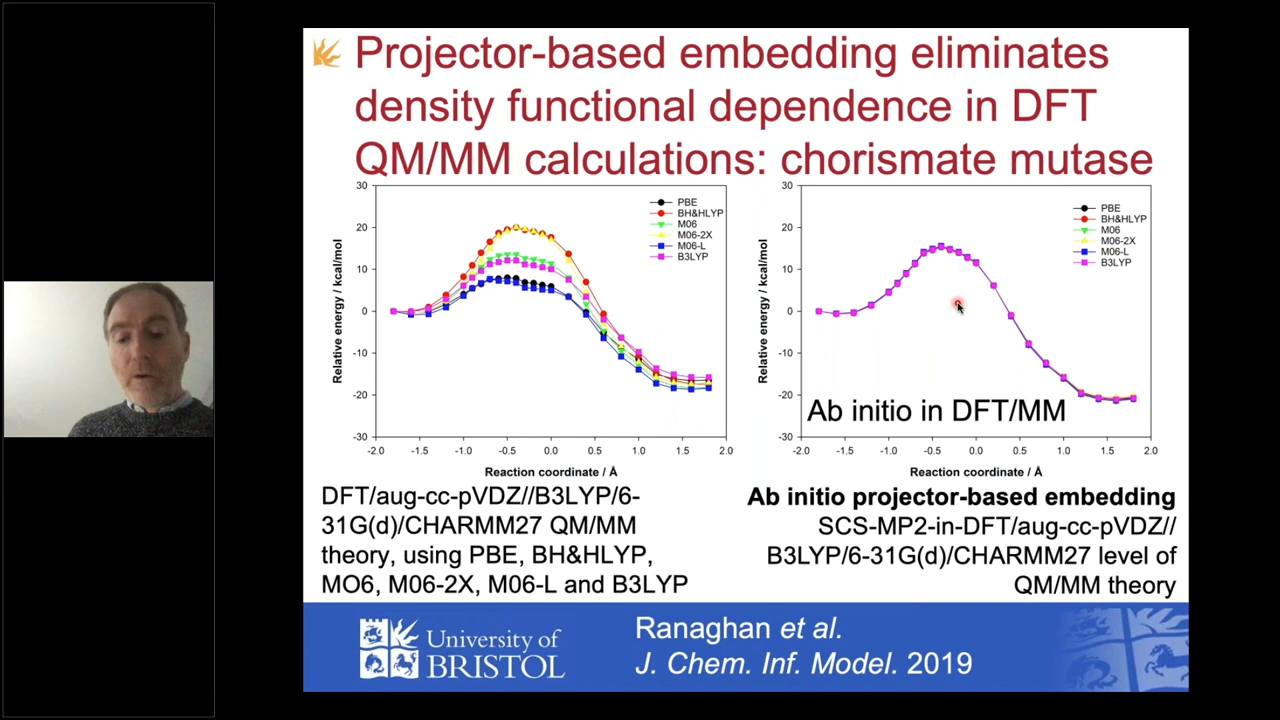 Projector-based embedding eliminates
density functional dependence in DFT
QM/MM calculations: chorismate mutase
30
20
10
0
-10
-20
-30
Relative energy / kcal/mol
PBE
BH&HLYP
M06
M06-2X
M06-L
B3LYP
-2.0 -1.5 -1.0 -0.5 0.0 0.5 1.0 1.5 2.0
Reaction coordinate / Å
30
20
10
0
-10
-20
-30
Relative energy / kcal/mol
PBE
BH&HLYP
M06
M06-2X
M06-L
B3LYP
Ab initio in DFT/MM
-2.0 -1.5 -1.0 -0.5 0.0 0.5 1.0 1.5 2.0
Reaction coordinate / Å
DFT/aug-cc-pVDZ//B3LYP/6-
31G(d)/CHARMM27 QM/MM
theory, using PBE, BH&HLYP,
MO6, M06-2X, M06-L and B3LYP
Ab initio projector-based embedding
SCS-MP2-in-DFT/aug-cc-pVDZ//
B3LYP/6-31G(d)/CHARMM27 level of
QM/MM theory
University of
BRISTOL
Ranaghan et al.
J. Chem. Inf. Model. 2019